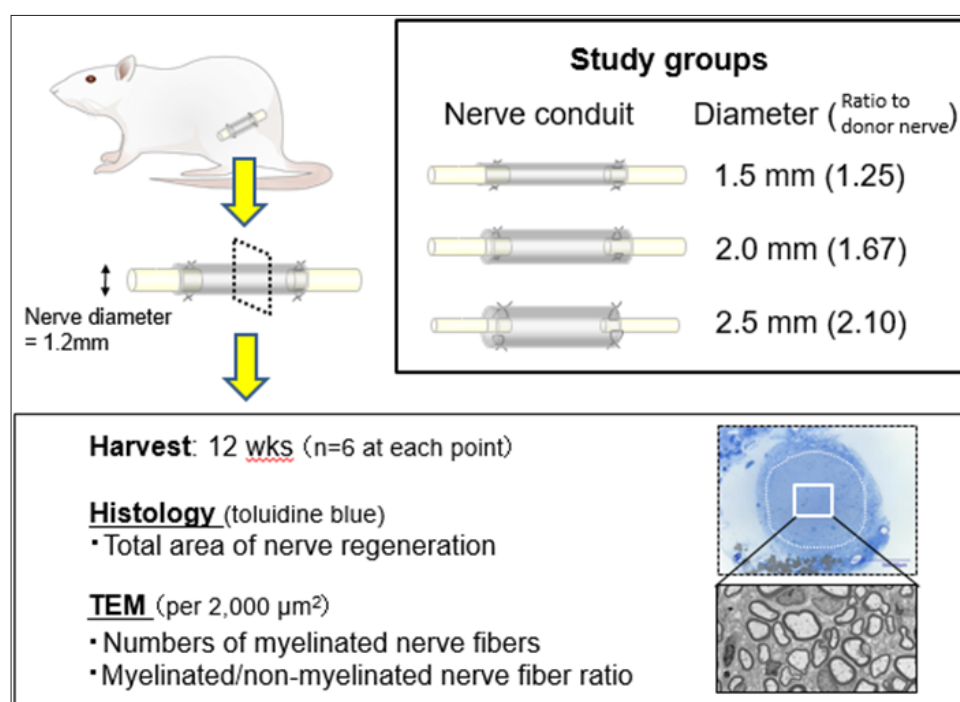 Study groups
Nerve conduit
Diameter (Ratio to donor nerve)
1.5 mm (1.25)
2.0 mm (1.67)
2.5 mm (2.10)
Nerve diameter
= 1.2mm
Harvest: 12 wks (n=6 at each point)
Histology (toluidine blue)
・Total area of nerve regeneration
TEM (per 2,000 µm²)
・Numbers of myelinated nerve fibers
・Myelinated/non-myelinated nerve fiber ratio